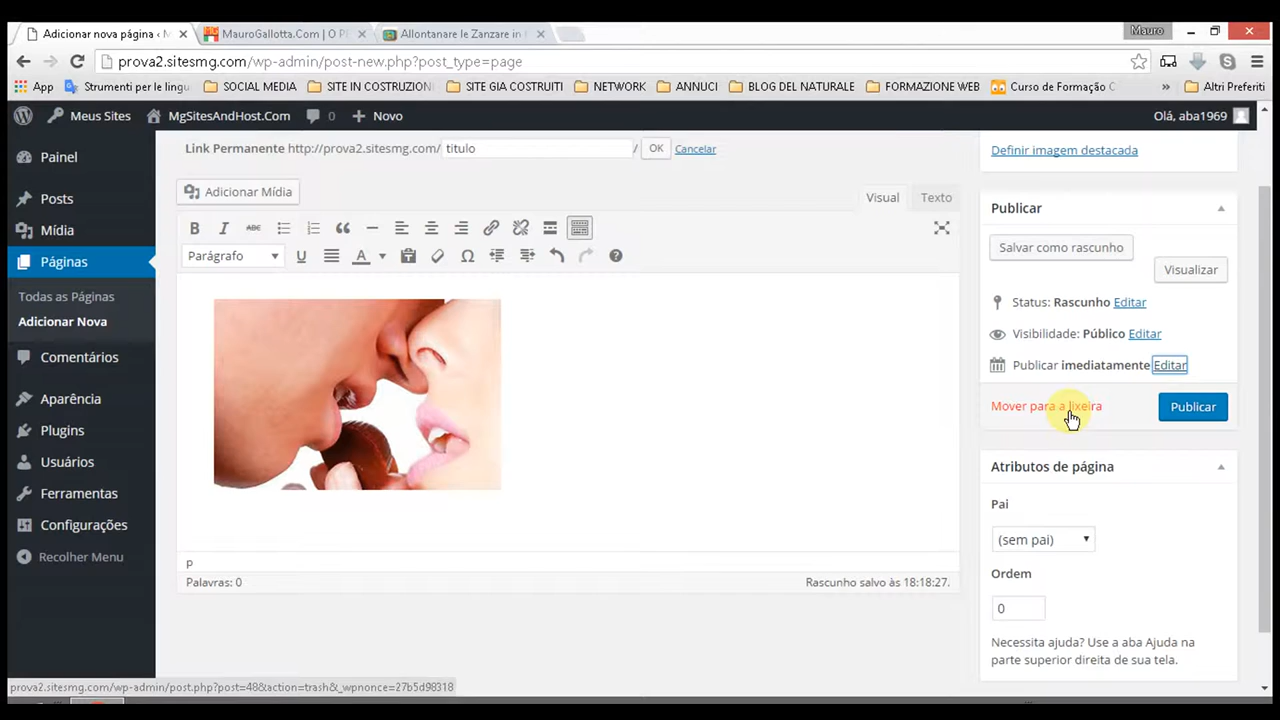 Adicionar nova página ‹ M
MauroGallotta.Com | O P
Allontanare le Zanzare in
Mauro
prova2.sitesmg.com/wp-admin/post-new.php?post_type=page
App
Strumenti per le lingu
SOCIAL MEDIA
SITE IN COSTRUZION
SITE GIA COSTRUITI
NETWORK
ANNUCI
BLOG DEL NATURALE
FORMAZIONE WEB
Curso de Formação C
»
Altri Preferiti
Meus Sites
MgSitesAndHost.Com
0
+ Novo
Olá, aba1969
Painel
Posts
Mídia
Páginas
Todas as Páginas
Adicionar Nova
Comentários
Aparência
Plugins
Usuários
Ferramentas
Configurações
Recolher Menu
Link Permanente http://prova2.sitesmg.com/ titulo / OK Cancelar
Adicionar Mídia
Visual
Texto
B I ABC
Parágrafo
U A Ω ?
p
Palavras: 0
Rascunho salvo às 18:18:27.
Definir imagem destacada
Publicar
Salvar como rascunho
Visualizar
Status: Rascunho Editar
Visibilidade: Público Editar
Publicar imediatamente Editar
Mover para a lixeira
Publicar
Atributos de página
Pai
(sem pai)
Ordem
0
Necessita ajuda? Use a aba Ajuda na
parte superior direita de sua tela.
prova2.sitesmg.com/wp-admin/post.php?post=48&action=trash&_wpnonce=27b5d98318